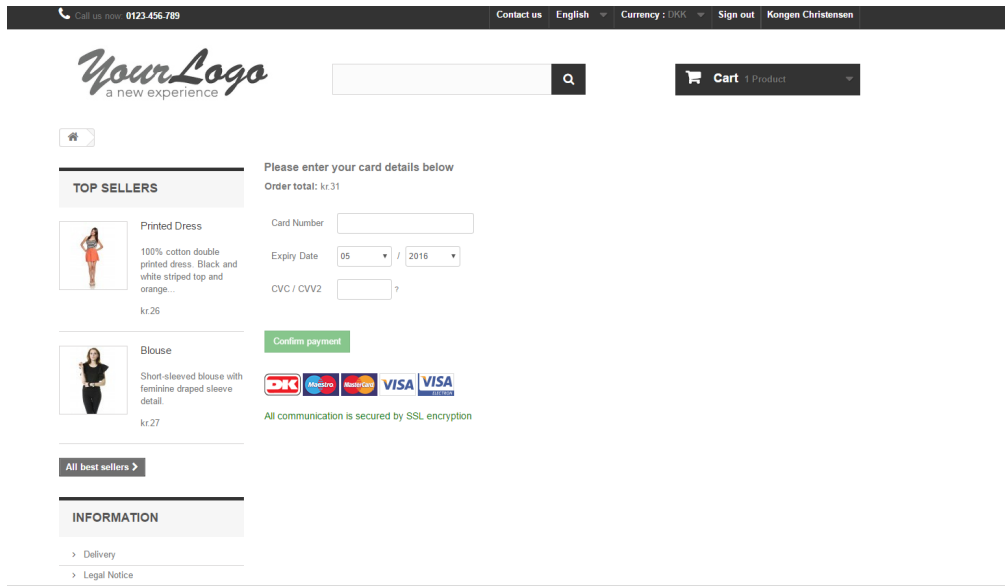 Call us now: 0123-456-789
Contact us English Currency : DKK Sign out Kongen Christensen
YourLogo
a new experience
Cart 1 Product
TOP SELLERS
Printed Dress
100% cotton double
printed dress. Black and
white striped top and
orange...
kr.26
Blouse
Short-sleeved blouse with
feminine draped sleeve
detail.
kr.27
All best sellers
INFORMATION
Delivery
Legal Notice
Please enter your card details below
Order total: kr.31
Card Number
Expiry Date 05 / 2016
CVC / CVV2 ?
Confirm payment
DK Maestro MasterCard VISA VISA
ELECTRON
All communication is secured by SSL encryption